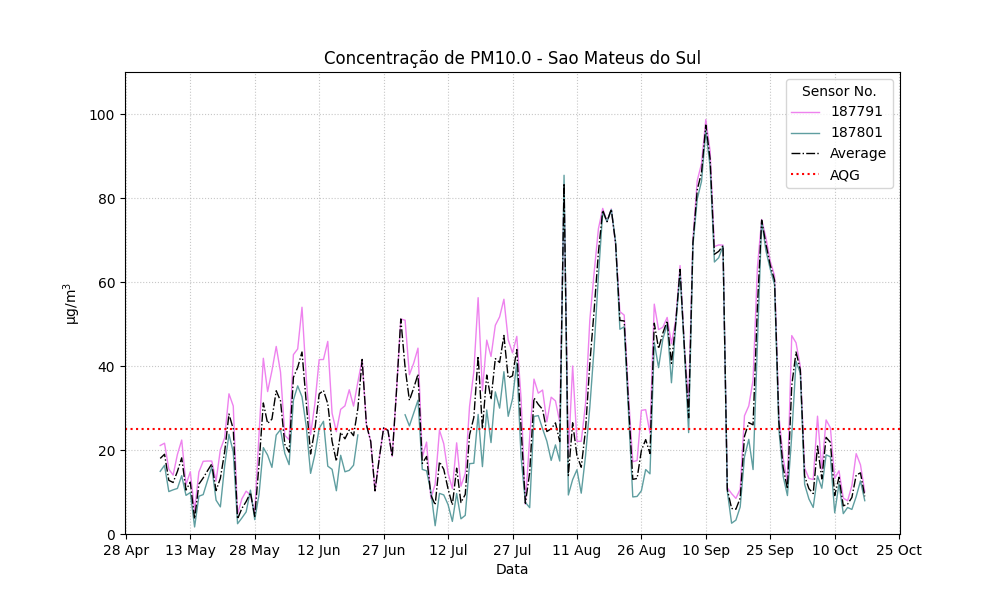 Concentração de PM10.0 - Sao Mateus do Sul
Sensor No.
187791
187801
Average
AQG
µg/m³
100
80
60
40
20
0
28 Apr
13 May
28 May
12 Jun
27 Jun
12 Jul
27 Jul
11 Aug
26 Aug
10 Sep
25 Sep
10 Oct
25 Oct
Data